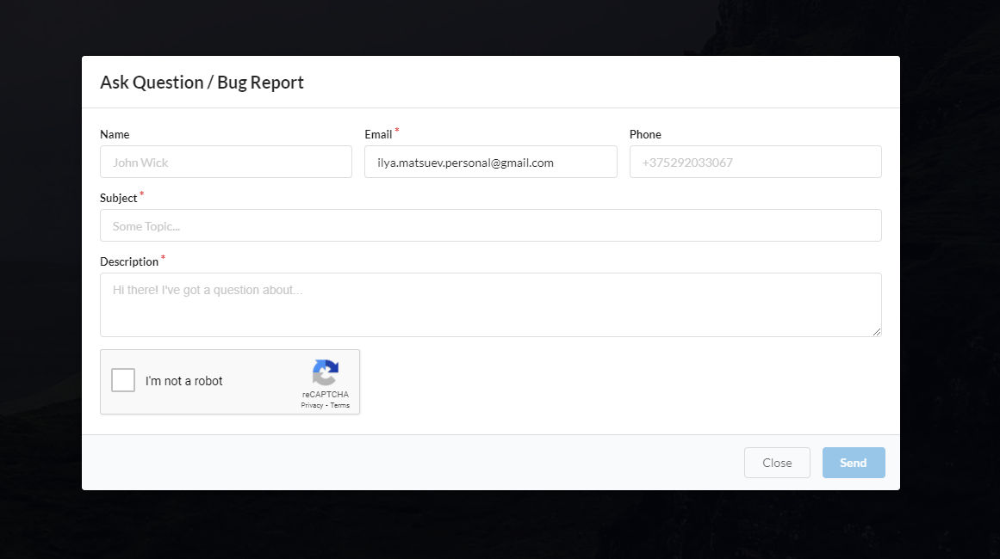 Ask Question / Bug Report
Name
Email *
Phone
John Wick
ilya.matsuev.personal@gmail.com
+375292033067
Subject *
Some Topic...
Description *
Hi there! I've got a question about...
I'm not a robot
reCAPTCHA
Privacy - Terms
Close
Send